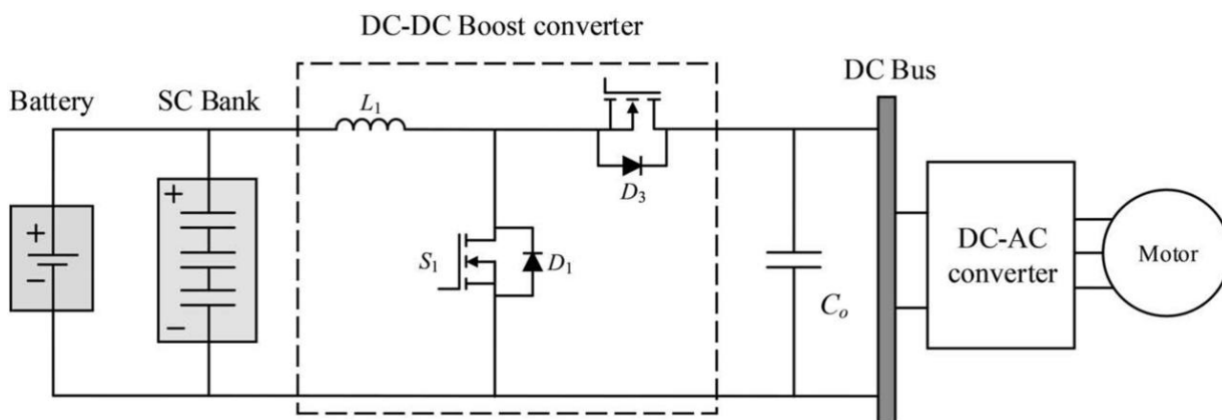 DC-DC Boost converter
DC Bus
Battery
SC Bank
L1
+
+
D3
S1
D1
DC-AC
converter
Motor
−
Co
−